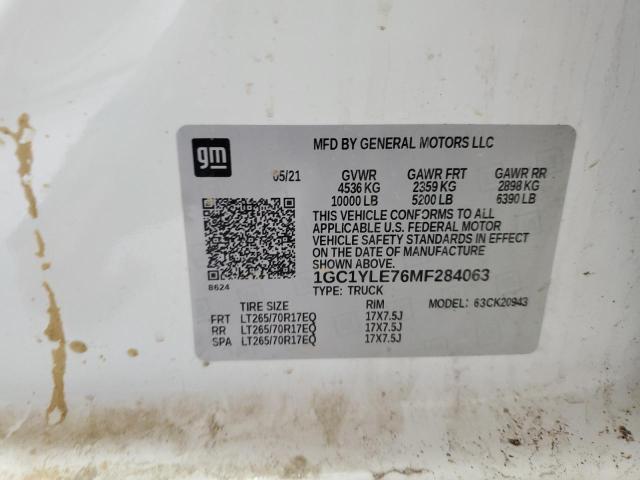 gm
MFD BY GENERAL MOTORS LLC
05/21 GVWR GAWR FRT GAWR RR
4536 KG 2359 KG 2898 KG
10000 LB 5200 LB 6390 LB
THIS VEHICLE CONFORMS TO ALL
APPLICABLE U.S. FEDERAL MOTOR
VEHICLE SAFETY STANDARDS IN EFFECT
ON THE DATE OF MANUFACTURE
SHOWN ABOVE.
8624
1GC1YLE76MF284063
TYPE: TRUCK
TIRE SIZE RIM MODEL: 63CK20943
FRT LT265/70R17EQ 17X7.5J
RR LT265/70R17EQ 17X7.5J
SPA LT265/70R17EQ 17X7.5J